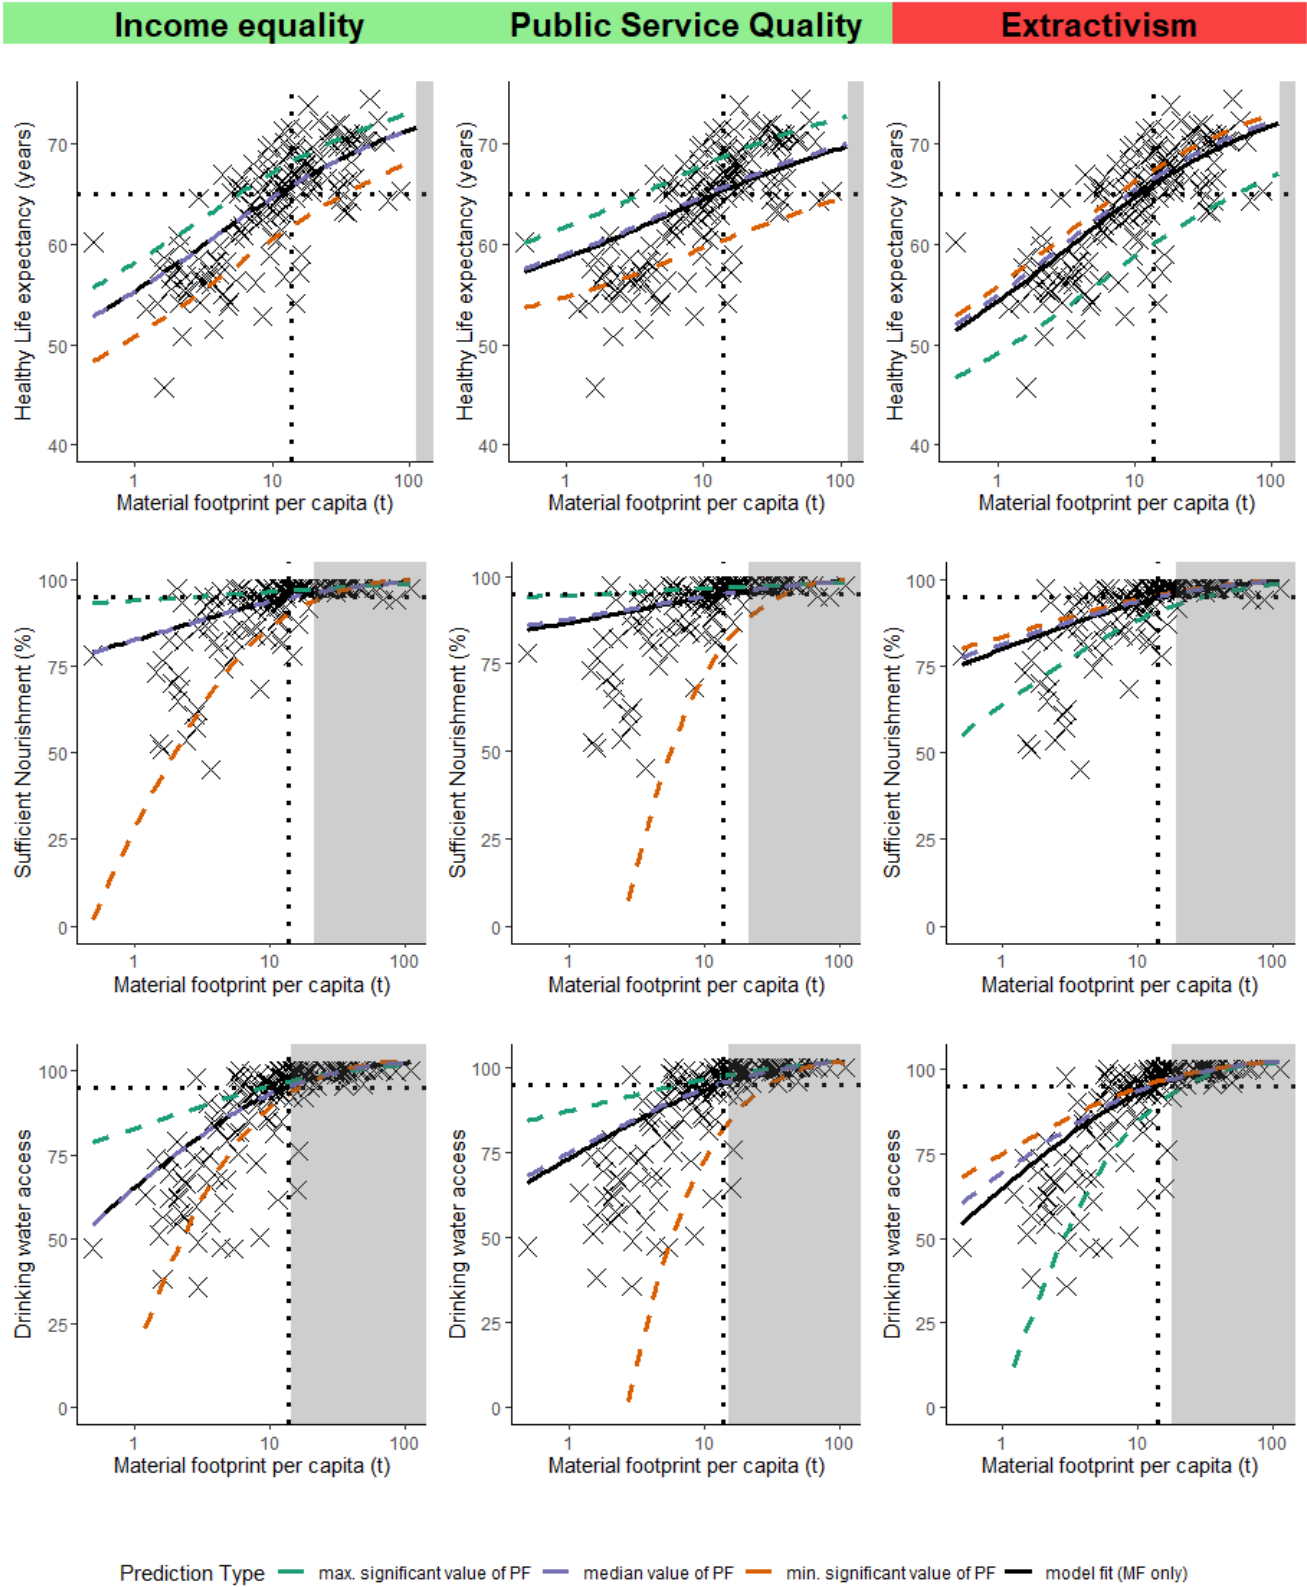 Income equality Public Service Quality Extractivism
Healthy Life expectancy (years)
70
60
50
40
1 10 100
Material footprint per capita (t)
Healthy Life expectancy (years)
70
60
50
40
1 10 100
Material footprint per capita (t)
Healthy Life expectancy (years)
70
60
50
40
1 10 100
Material footprint per capita (t)
Sufficient Nourishment (%)
100
75
50
25
0
1 10 100
Material footprint per capita (t)
Sufficient Nourishment (%)
100
75
50
25
0
1 10 100
Material footprint per capita (t)
Sufficient Nourishment (%)
100
75
50
25
0
1 10 100
Material footprint per capita (t)
Drinking water access
100
75
50
25
0
1 10 100
Material footprint per capita (t)
Drinking water access
100
75
50
25
0
1 10 100
Material footprint per capita (t)
Drinking water access
100
75
50
25
0
1 10 100
Material footprint per capita (t)
Prediction Type max. significant value of PF median value of PF min. significant value of PF model fit (MF only)